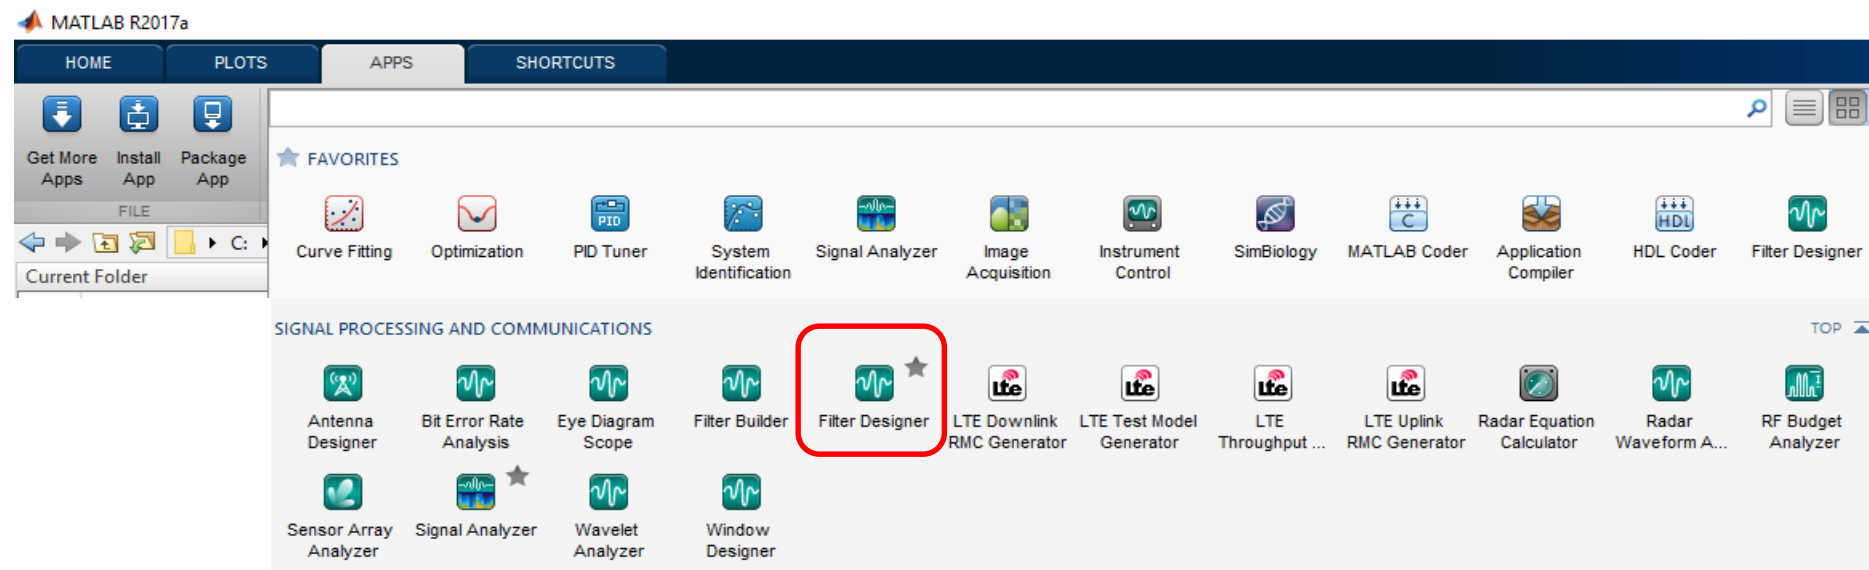 MATLAB R2017a
HOME PLOTS APPS SHORTCUTS
Get More Apps
Install App
Package App
FILE
C:
Current Folder
FAVORITES
Curve Fitting
Optimization
PID
PID Tuner
System Identification
Signal Analyzer
Image Acquisition
Instrument Control
SimBiology
C
MATLAB Coder
Application Compiler
HDL
HDL Coder
Filter Designer
SIGNAL PROCESSING AND COMMUNICATIONS
TOP
Antenna Designer
Bit Error Rate Analysis
Eye Diagram Scope
Filter Builder
Filter Designer
Lte
LTE Downlink RMC Generator
Lte
LTE Test Model Generator
Lte
LTE Throughput ...
Lte
LTE Uplink RMC Generator
Radar Equation Calculator
Radar Waveform A...
RF Budget Analyzer
Sensor Array Analyzer
Signal Analyzer
Wavelet Analyzer
Window Designer